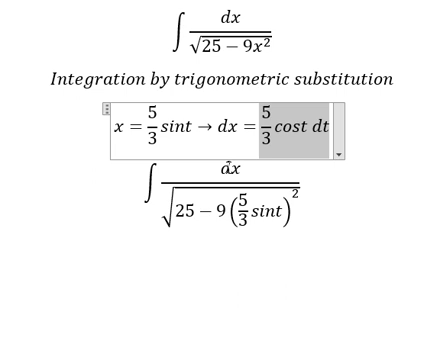 ∫ dx / √(25 − 9x²)
Integration by trigonometric substitution
x = 5/3 sint → dx = 5/3 cost dt
∫ dx / √(25 − 9(5/3 sint)²)